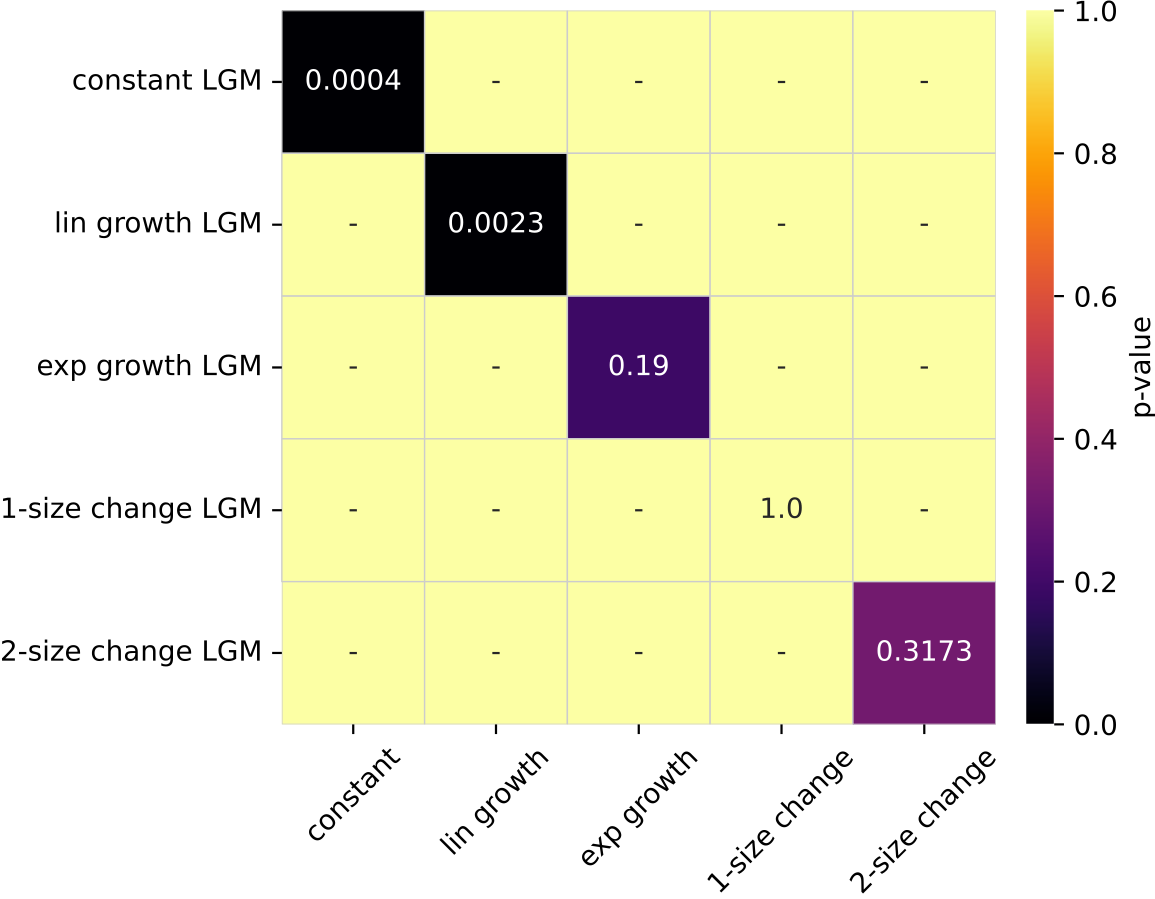 constant LGM 0.0004 - - - -
lin growth LGM - 0.0023 - - -
exp growth LGM - - 0.19 - -
1-size change LGM - - - 1.0 -
2-size change LGM - - - - 0.3173
constant
lin growth
exp growth
1-size change
2-size change
1.0
0.8
0.6
0.4
0.2
0.0
p-value